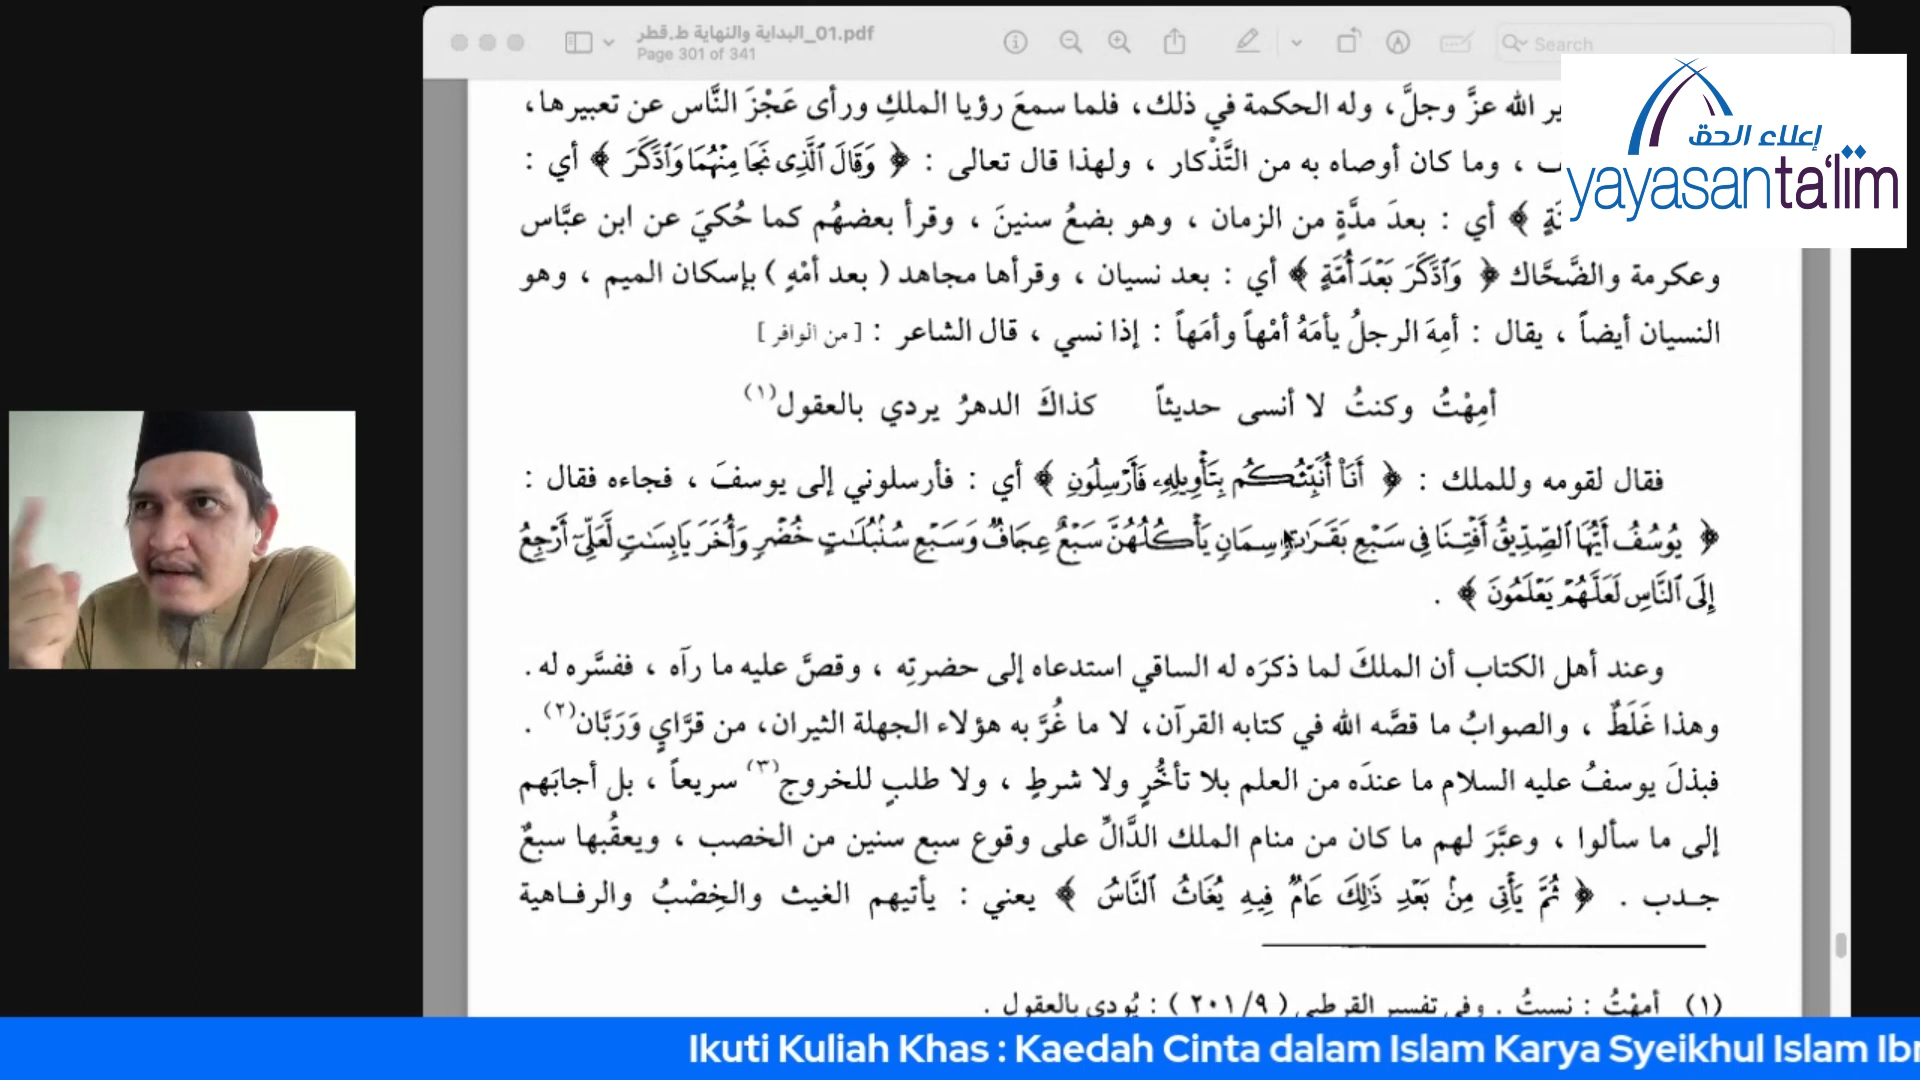 البداية والنهاية ط.قطر_01.pdf
Page 301 of 341
Search
إعلاء الحق
yayasanta'lim
ير الله عزَّ وجلَّ، وله الحكمة في ذلك، فلما سمعَ رؤيا الملكِ ورأى عَجْزَ النَّاس عن تعبيرها،
، وما كان أوصاه به من التَّذْكار ، ولهذا قال تعالى : ﴿ وَقَالَ ٱلَّذِى نَجَا مِنْهُمَا وَٱدَّكَرَ ﴾ أي :
﴾ أي : بعدَ مدَّةٍ من الزمان ، وهو بضعُ سنينَ ، وقرأ بعضهُم كما حُكيَ عن ابن عبَّاس
وعكرمة والضَّحَّاك ﴿ وَٱدَّكَرَ بَعْدَ أُمَّةٍ ﴾ أي : بعد نسيان ، وقرأها مجاهد ( بعد أمْهٍ ) بإسكان الميم ، وهو
النسيان أيضاً ، يقال : أمِهَ الرجلُ يأمَهُ أمْهاً وأمَهاً : إذا نسي ، قال الشاعر : [ من الوافر ]
أمِهْتُ وكنتُ لا أنسى حديثاً كذاكَ الدهرُ يردي بالعقول(١)
فقال لقومه وللملك : ﴿ أَنَا۠ أُنَبِّئُكُم بِتَأْوِيلِهِۦ فَأَرْسِلُونِ ﴾ أي : فأرسلوني إلى يوسفَ ، فجاءه فقال :
﴿ يُوسُفُ أَيُّهَا ٱلصِّدِّيقُ أَفْتِنَا فِى سَبْعِ بَقَرَٰتٍ سِمَانٍ يَأْكُلُهُنَّ سَبْعٌ عِجَافٌ وَسَبْعِ سُنۢبُلَٰتٍ خُضْرٍ وَأُخَرَ يَابِسَٰتٍ لَّعَلِّىٓ أَرْجِعُ
إِلَى ٱلنَّاسِ لَعَلَّهُمْ يَعْلَمُونَ ﴾ .
وعند أهل الكتاب أن الملكَ لما ذكرَه له الساقي استدعاه إلى حضرتِه ، وقصَّ عليه ما رآه ، ففسَّره له .
وهذا غَلَطٌ ، والصوابُ ما قصَّه الله في كتابه القرآن، لا ما غُرَّ به هؤلاء الجهلة الثيران، من قرَّايٍ وَرَبَّان(٢) .
فبذلَ يوسفُ عليه السلام ما عندَه من العلم بلا تأخُّرٍ ولا شرطٍ ، ولا طلبٍ للخروج(٣) سريعاً ، بل أجابَهم
إلى ما سألوا ، وعبَّرَ لهم ما كان من منام الملك الدَّالِّ على وقوع سبع سنين من الخصب ، ويعقُبها سبعٌ
جـدب . ﴿ ثُمَّ يَأْتِى مِنۢ بَعْدِ ذَٰلِكَ عَامٌ فِيهِ يُغَاثُ ٱلنَّاسُ ﴾ يعني : يأتيهم الغيث والخِصْبُ والرفـاهية
(١) أمِهْتُ : نسيتُ . وفي تفسير القرطبي ( ٩/ ٢٠١ ) : يُودي بالعقول .
Ikuti Kuliah Khas : Kaedah Cinta dalam Islam Karya Syeikhul Islam Ibn